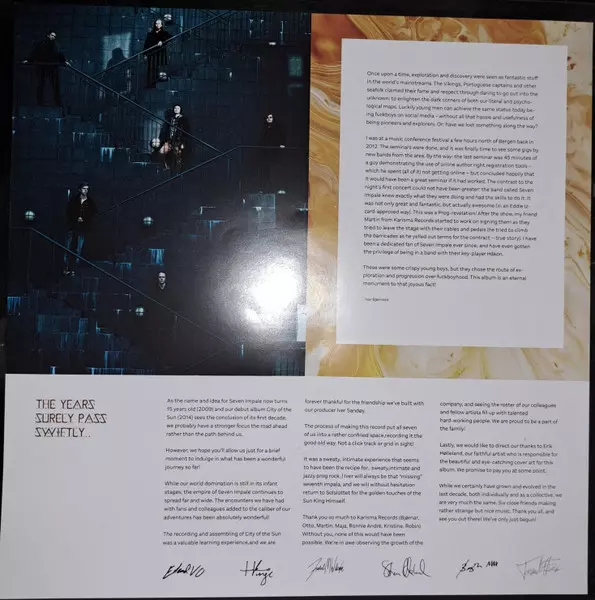 Once upon a time, exploration and discovery were seen as fantastic stuff
in the world's mainstreams. The Vikings, Portuguese captains and other
seafolk claimed their fame and respect through daring to go out into the
unknown; to enlighten the dark corners of both our literal and psycho-
logical maps. Luckily young men can achieve the same status today be-
ing fuckboys on social media – without all that hassle and usefulness of
being pioneers and explorers. Or: have we lost something along the way?
I was at a music conference festival a few hours north of Bergen back in
2012. The seminars were done, and it was finally time to see some gigs by
new bands from the area. By the way: the last seminar was 45 minutes of
a guy demonstrating the use of online author right registration tools –
which he spent (all of it) not getting online – but concluded happily that
it would have been a great seminar if it had worked. The contrast to the
night's first concert could not have been greater: the band called Seven
Impale knew exactly what they were doing and had the skills to do it. It
was not only great and fantastic, but actually awesome (in an Eddie Iz-
zard approved way). This was a Prog-revelation! After the show, my friend
Martin from Karisma Records started to work on signing them as they
tried to leave the stage with their cables and pedals (he tried to climb
the barricades as he yelled out terms for the contract – true story). I have
been a dedicated fan of Seven Impale ever since, and have even gotten
the privilege of being in a band with their key-player Håkon.
These were some crispy young boys, but they chose the route of ex-
ploration and progression over fuckboyhood. This album is an eternal
monument to that joyous fact!
THE YEARS
SURELY PASS
SWIFTLY..
As the name and idea for Seven Impale now turns
15 years old (2008) and our debut album City of the
Sun (2014) sees the conclusion of its first decade,
we probably have a stronger focus the road ahead
rather than the path behind us.
However, we hope you'll allow us just for a brief
moment to indulge in what has been a wonderful
journey so far!
While our world domination is still in its infant
stages; the empire of Seven Impale continues to
spread far and wide. The encounters we have had
with fans and colleagues added to the caliber of our
adventures has been absolutely wonderful!
The recording and assembling of City of the Sun
was a valuable learning experience,and we are
forever thankful for the friendship we've built with
our producer Iver Sandøy.
The process of making this record put all seven
of us into a rather confined space,recording it the
good old way. Not a click track or grid in sight!
It was a sweaty, intimate experience that seems
to have been the recipe for.. sweaty,intimate and
jazzy prog rock.) Iver will always be that "missing"
seventh impala, and we will without hesitation
return to Solslottet for the golden touches of the
Sun King Himself.
Thank you so much to Karisma Records (Bjørnar,
Otto, Martin, Maja, Ronnie André, Kristine, Robin)
Without you, none of this would have been
possible. We're in awe observing the growth of the
company, and seeing the roster of our colleagues
and fellow artists fill up with talented
hard-working people. We are proud to be a part of
the family!
Lastly, we would like to direct our thanks to Eirik
Hølleland, our faithful artist who is responsible for
the beautiful and eye-catching cover art for this
album. We promise to pay you at some point.
While we certainly have grown and evolved in the
last decade, both individually and as a collective, we
are very much the same. Six close friends making
rather strange but nice music. Thank you all, and
see you out there! We've only just begun!